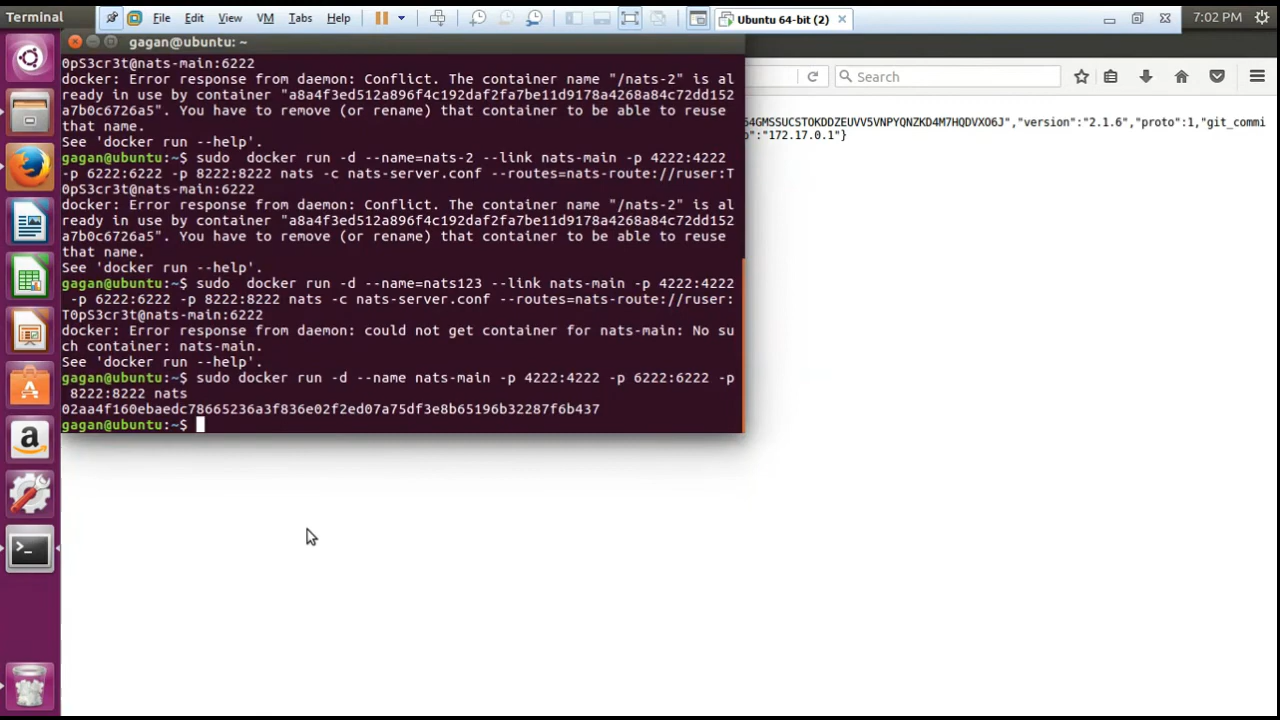 Terminal
File Edit View VM Tabs Help
Ubuntu 64-bit (2)
7:02 PM
gagan@ubuntu: ~
Search
0pS3cr3t@nats-main:6222
docker: Error response from daemon: Conflict. The container name "/nats-2" is al
ready in use by container "a8a4f3ed512a896f4c192daf2fa7be11d9178a4268a84c72dd152
a7b0c6726a5". You have to remove (or rename) that container to be able to reuse
that name.
See 'docker run --help'.
gagan@ubuntu:~$ sudo  docker run -d --name=nats-2 --link nats-main -p 4222:4222
-p 6222:6222 -p 8222:8222 nats -c nats-server.conf --routes=nats-route://ruser:T
0pS3cr3t@nats-main:6222
docker: Error response from daemon: Conflict. The container name "/nats-2" is al
ready in use by container "a8a4f3ed512a896f4c192daf2fa7be11d9178a4268a84c72dd152
a7b0c6726a5". You have to remove (or rename) that container to be able to reuse
that name.
See 'docker run --help'.
gagan@ubuntu:~$ sudo  docker run -d --name=nats123 --link nats-main -p 4222:4222
-p 6222:6222 -p 8222:8222 nats -c nats-server.conf --routes=nats-route://ruser:
T0pS3cr3t@nats-main:6222
docker: Error response from daemon: could not get container for nats-main: No su
ch container: nats-main.
See 'docker run --help'.
gagan@ubuntu:~$ sudo docker run -d --name nats-main -p 4222:4222 -p 6222:6222 -p
8222:8222 nats
02aa4f160ebaedc78665236a3f836e02f2ed07a75df3e8b65196b32287f6b437
gagan@ubuntu:~$
64GMSSUCSTOKDDZEUVV5VNPYQNZKD4M7HQDVXO6J","version":"2.1.6","proto":1,"git_commi
o":"172.17.0.1"}